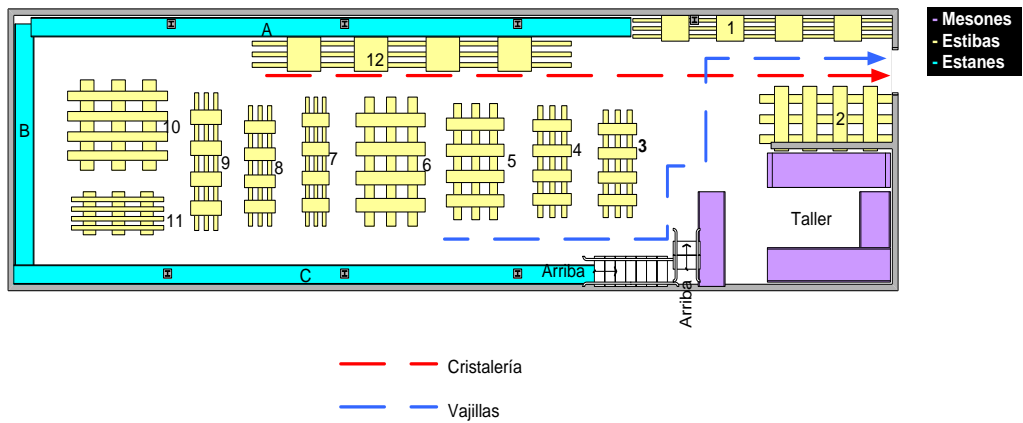 A
1
- Mesones
- Estibas
- Estanes
12
B
10
9
8
7
6
5
4
3
2
11
Taller
C
Arriba
Arriba
Cristalería
Vajillas